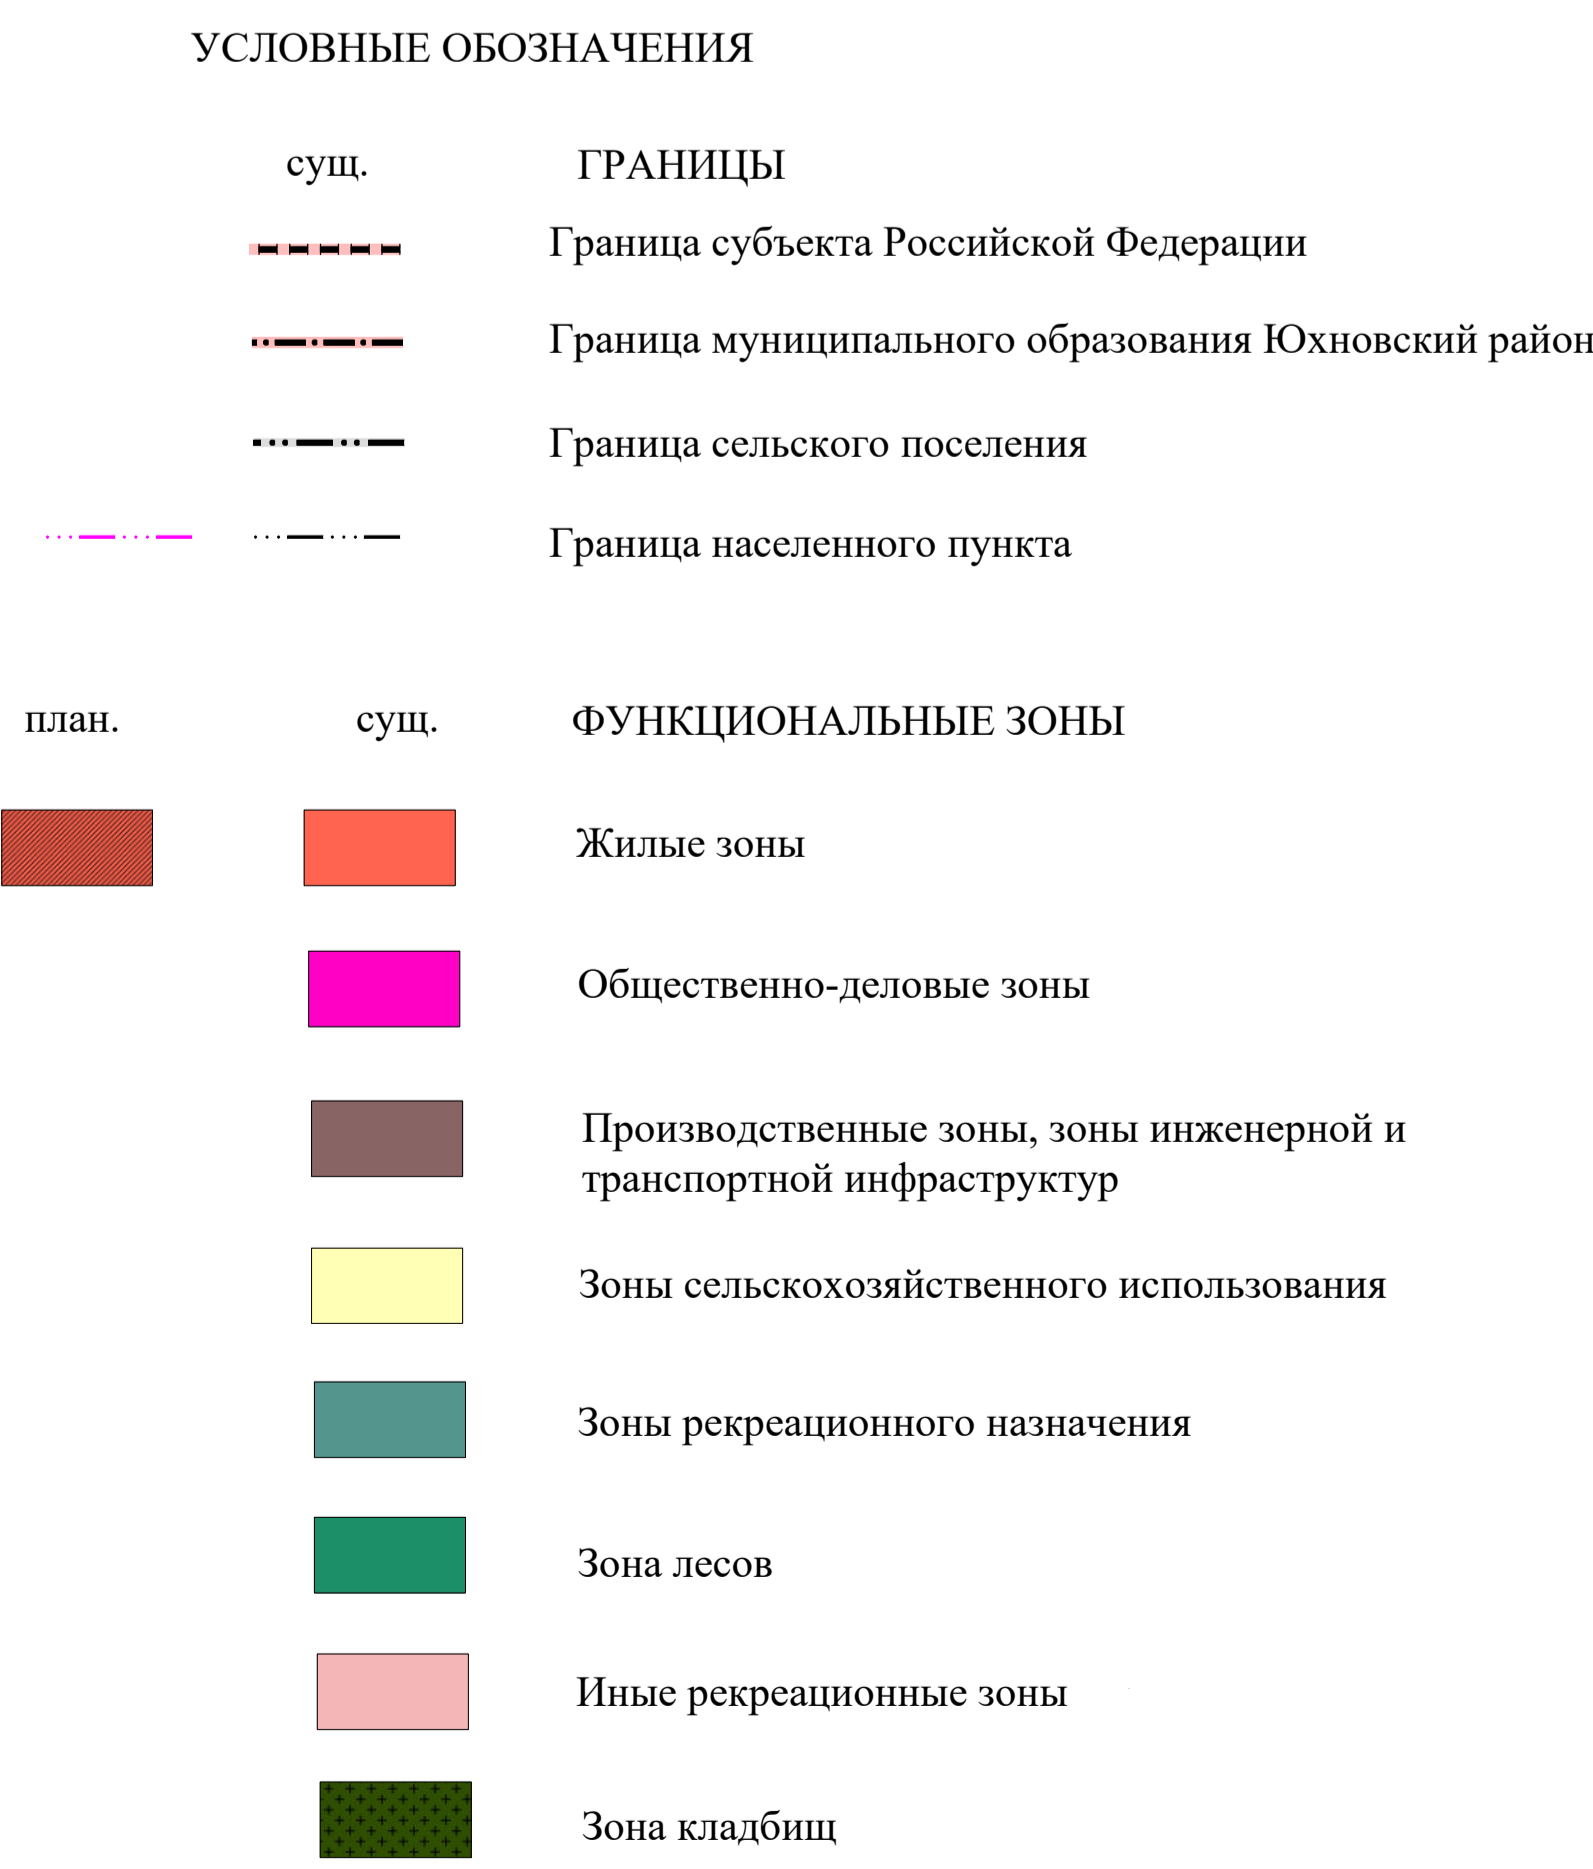 УСЛОВНЫЕ ОБОЗНАЧЕНИЯ
сущ. ГРАНИЦЫ
Граница субъекта Российской Федерации
Граница муниципального образования Юхновский район
Граница сельского поселения
Граница населенного пункта
план. сущ. ФУНКЦИОНАЛЬНЫЕ ЗОНЫ
Жилые зоны
Общественно-деловые зоны
Производственные зоны, зоны инженерной и
транспортной инфраструктур
Зоны сельскохозяйственного использования
Зоны рекреационного назначения
Зона лесов
Иные рекреационные зоны
Зона кладбищ